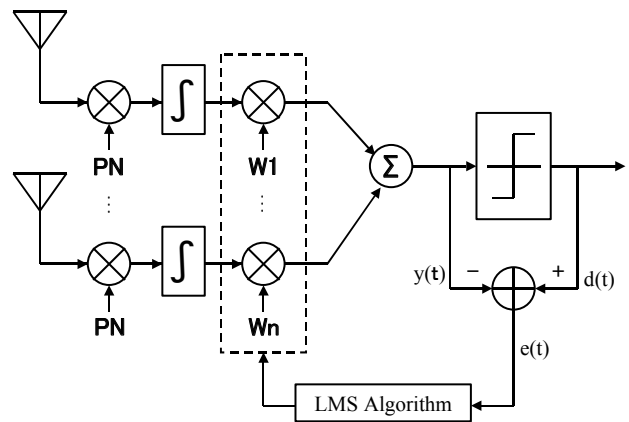 PN
W1
Σ
PN
Wn
y(t)
−
+
d(t)
e(t)
LMS Algorithm